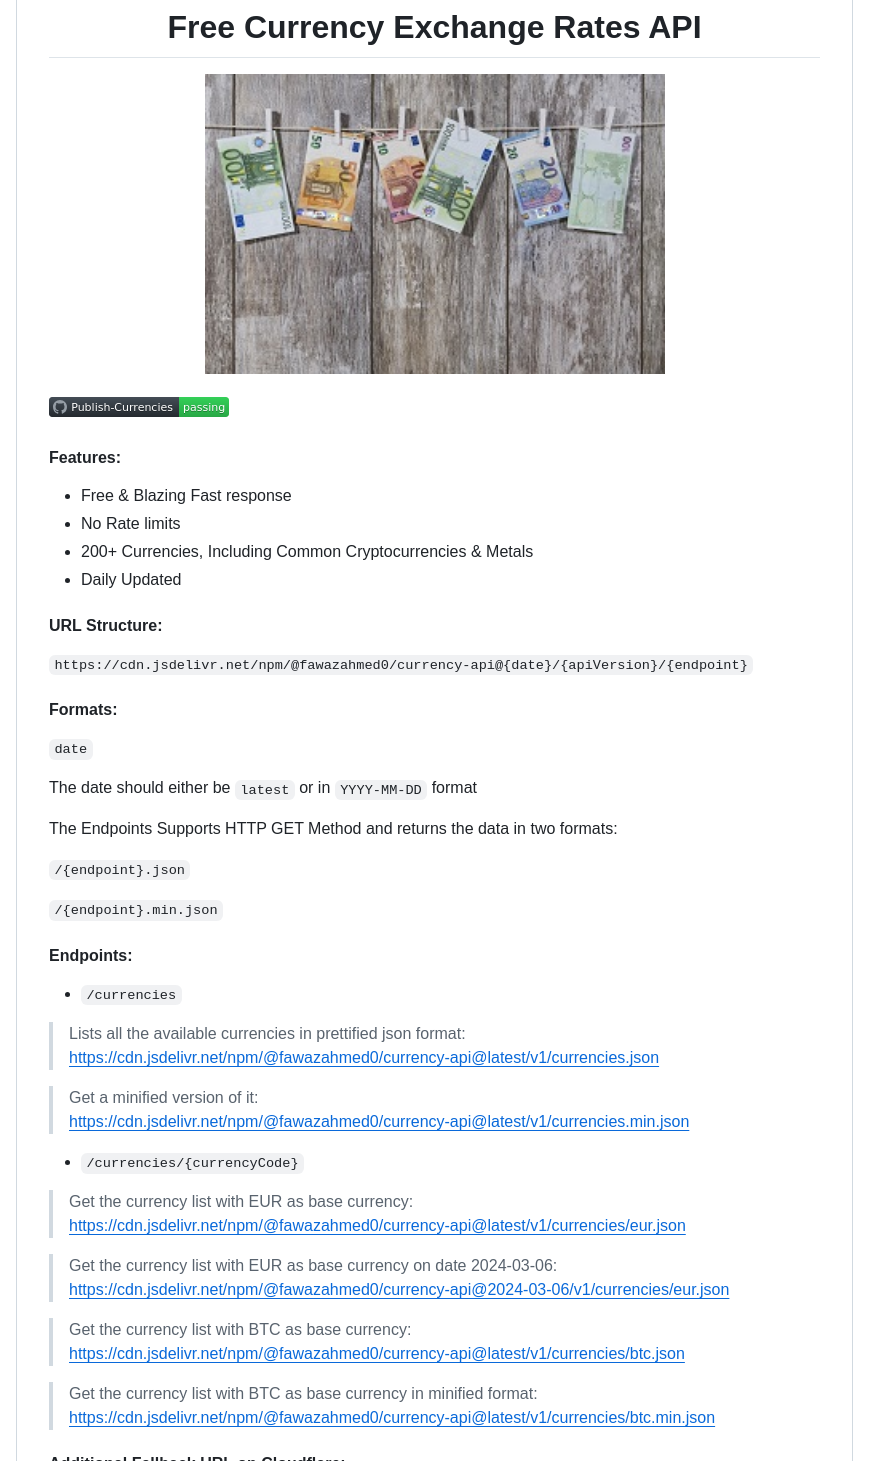 Free Currency Exchange Rates API
Publish-Currencies passing
Features:
Free & Blazing Fast response
No Rate limits
200+ Currencies, Including Common Cryptocurrencies & Metals
Daily Updated
URL Structure:
https://cdn.jsdelivr.net/npm/@fawazahmed0/currency-api@{date}/{apiVersion}/{endpoint}
Formats:
date
The date should either be latest or in YYYY-MM-DD format
The Endpoints Supports HTTP GET Method and returns the data in two formats:
/{endpoint}.json
/{endpoint}.min.json
Endpoints:
/currencies
Lists all the available currencies in prettified json format:
https://cdn.jsdelivr.net/npm/@fawazahmed0/currency-api@latest/v1/currencies.json
Get a minified version of it:
https://cdn.jsdelivr.net/npm/@fawazahmed0/currency-api@latest/v1/currencies.min.json
/currencies/{currencyCode}
Get the currency list with EUR as base currency:
https://cdn.jsdelivr.net/npm/@fawazahmed0/currency-api@latest/v1/currencies/eur.json
Get the currency list with EUR as base currency on date 2024-03-06:
https://cdn.jsdelivr.net/npm/@fawazahmed0/currency-api@2024-03-06/v1/currencies/eur.json
Get the currency list with BTC as base currency:
https://cdn.jsdelivr.net/npm/@fawazahmed0/currency-api@latest/v1/currencies/btc.json
Get the currency list with BTC as base currency in minified format:
https://cdn.jsdelivr.net/npm/@fawazahmed0/currency-api@latest/v1/currencies/btc.min.json